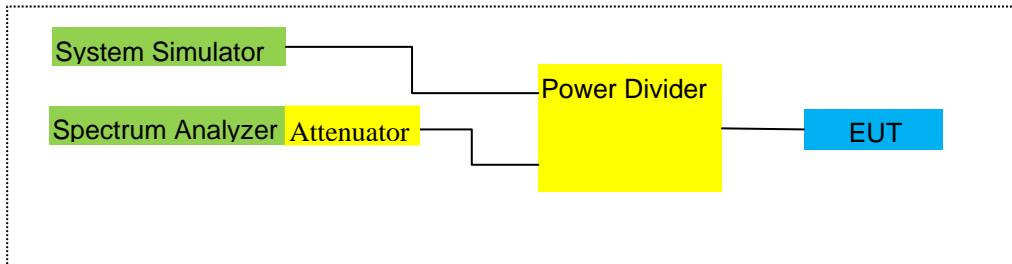 System Simulator
Power Divider
Spectrum Analyzer Attenuator
EUT